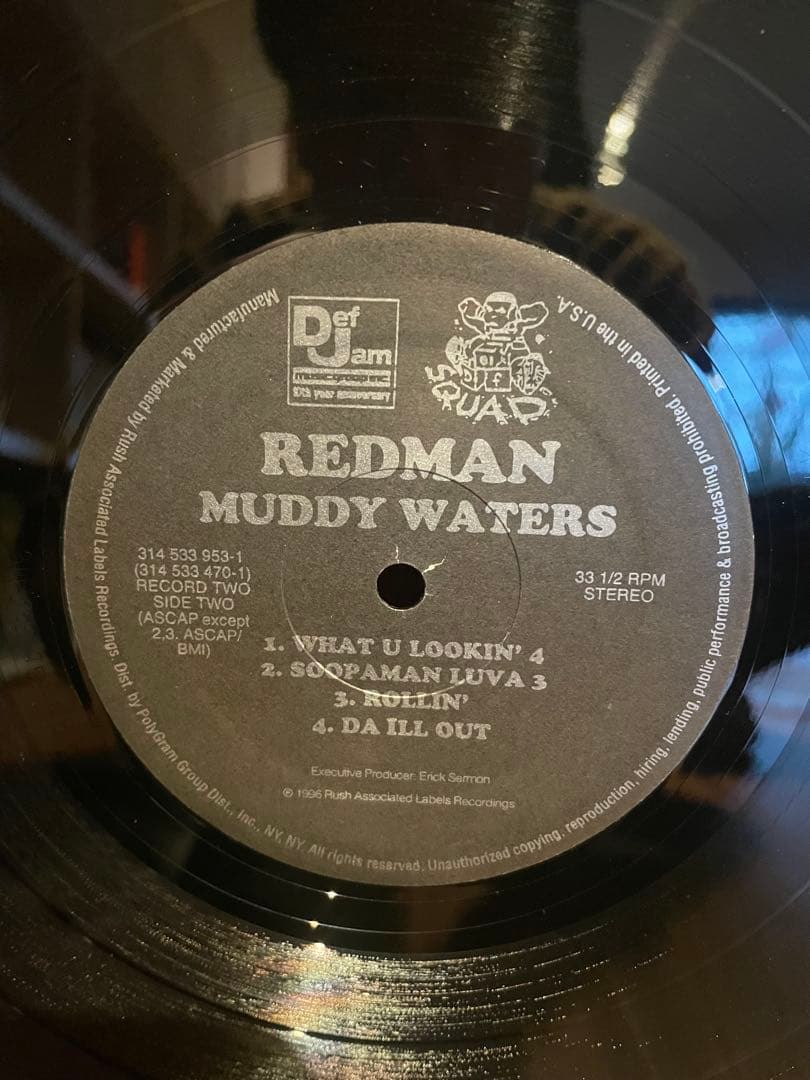 Def
Jam
music group inc.
10th year anniversary
SQUAD
REDMAN
MUDDY WATERS
314 533 953-1
(314 533 470-1)
RECORD TWO
SIDE TWO
(ASCAP except
2,3. ASCAP/
BMI)
33 1/2 RPM
STEREO
1. WHAT U LOOKIN' 4
2. SOOPAMAN LUVA 3
3. ROLLIN'
4. DA ILL OUT
Executive Producer: Erick Sermon
℗ 1996 Rush Associated Labels Recordings
Manufactured & Marketed by Rush Associated Labels Recordings. Dist. by PolyGram Group Dist., Inc., NY, NY. All rights reserved. Unauthorized copying, reproduction, hiring, lending, public performance & broadcasting prohibited. Printed in the U.S.A.